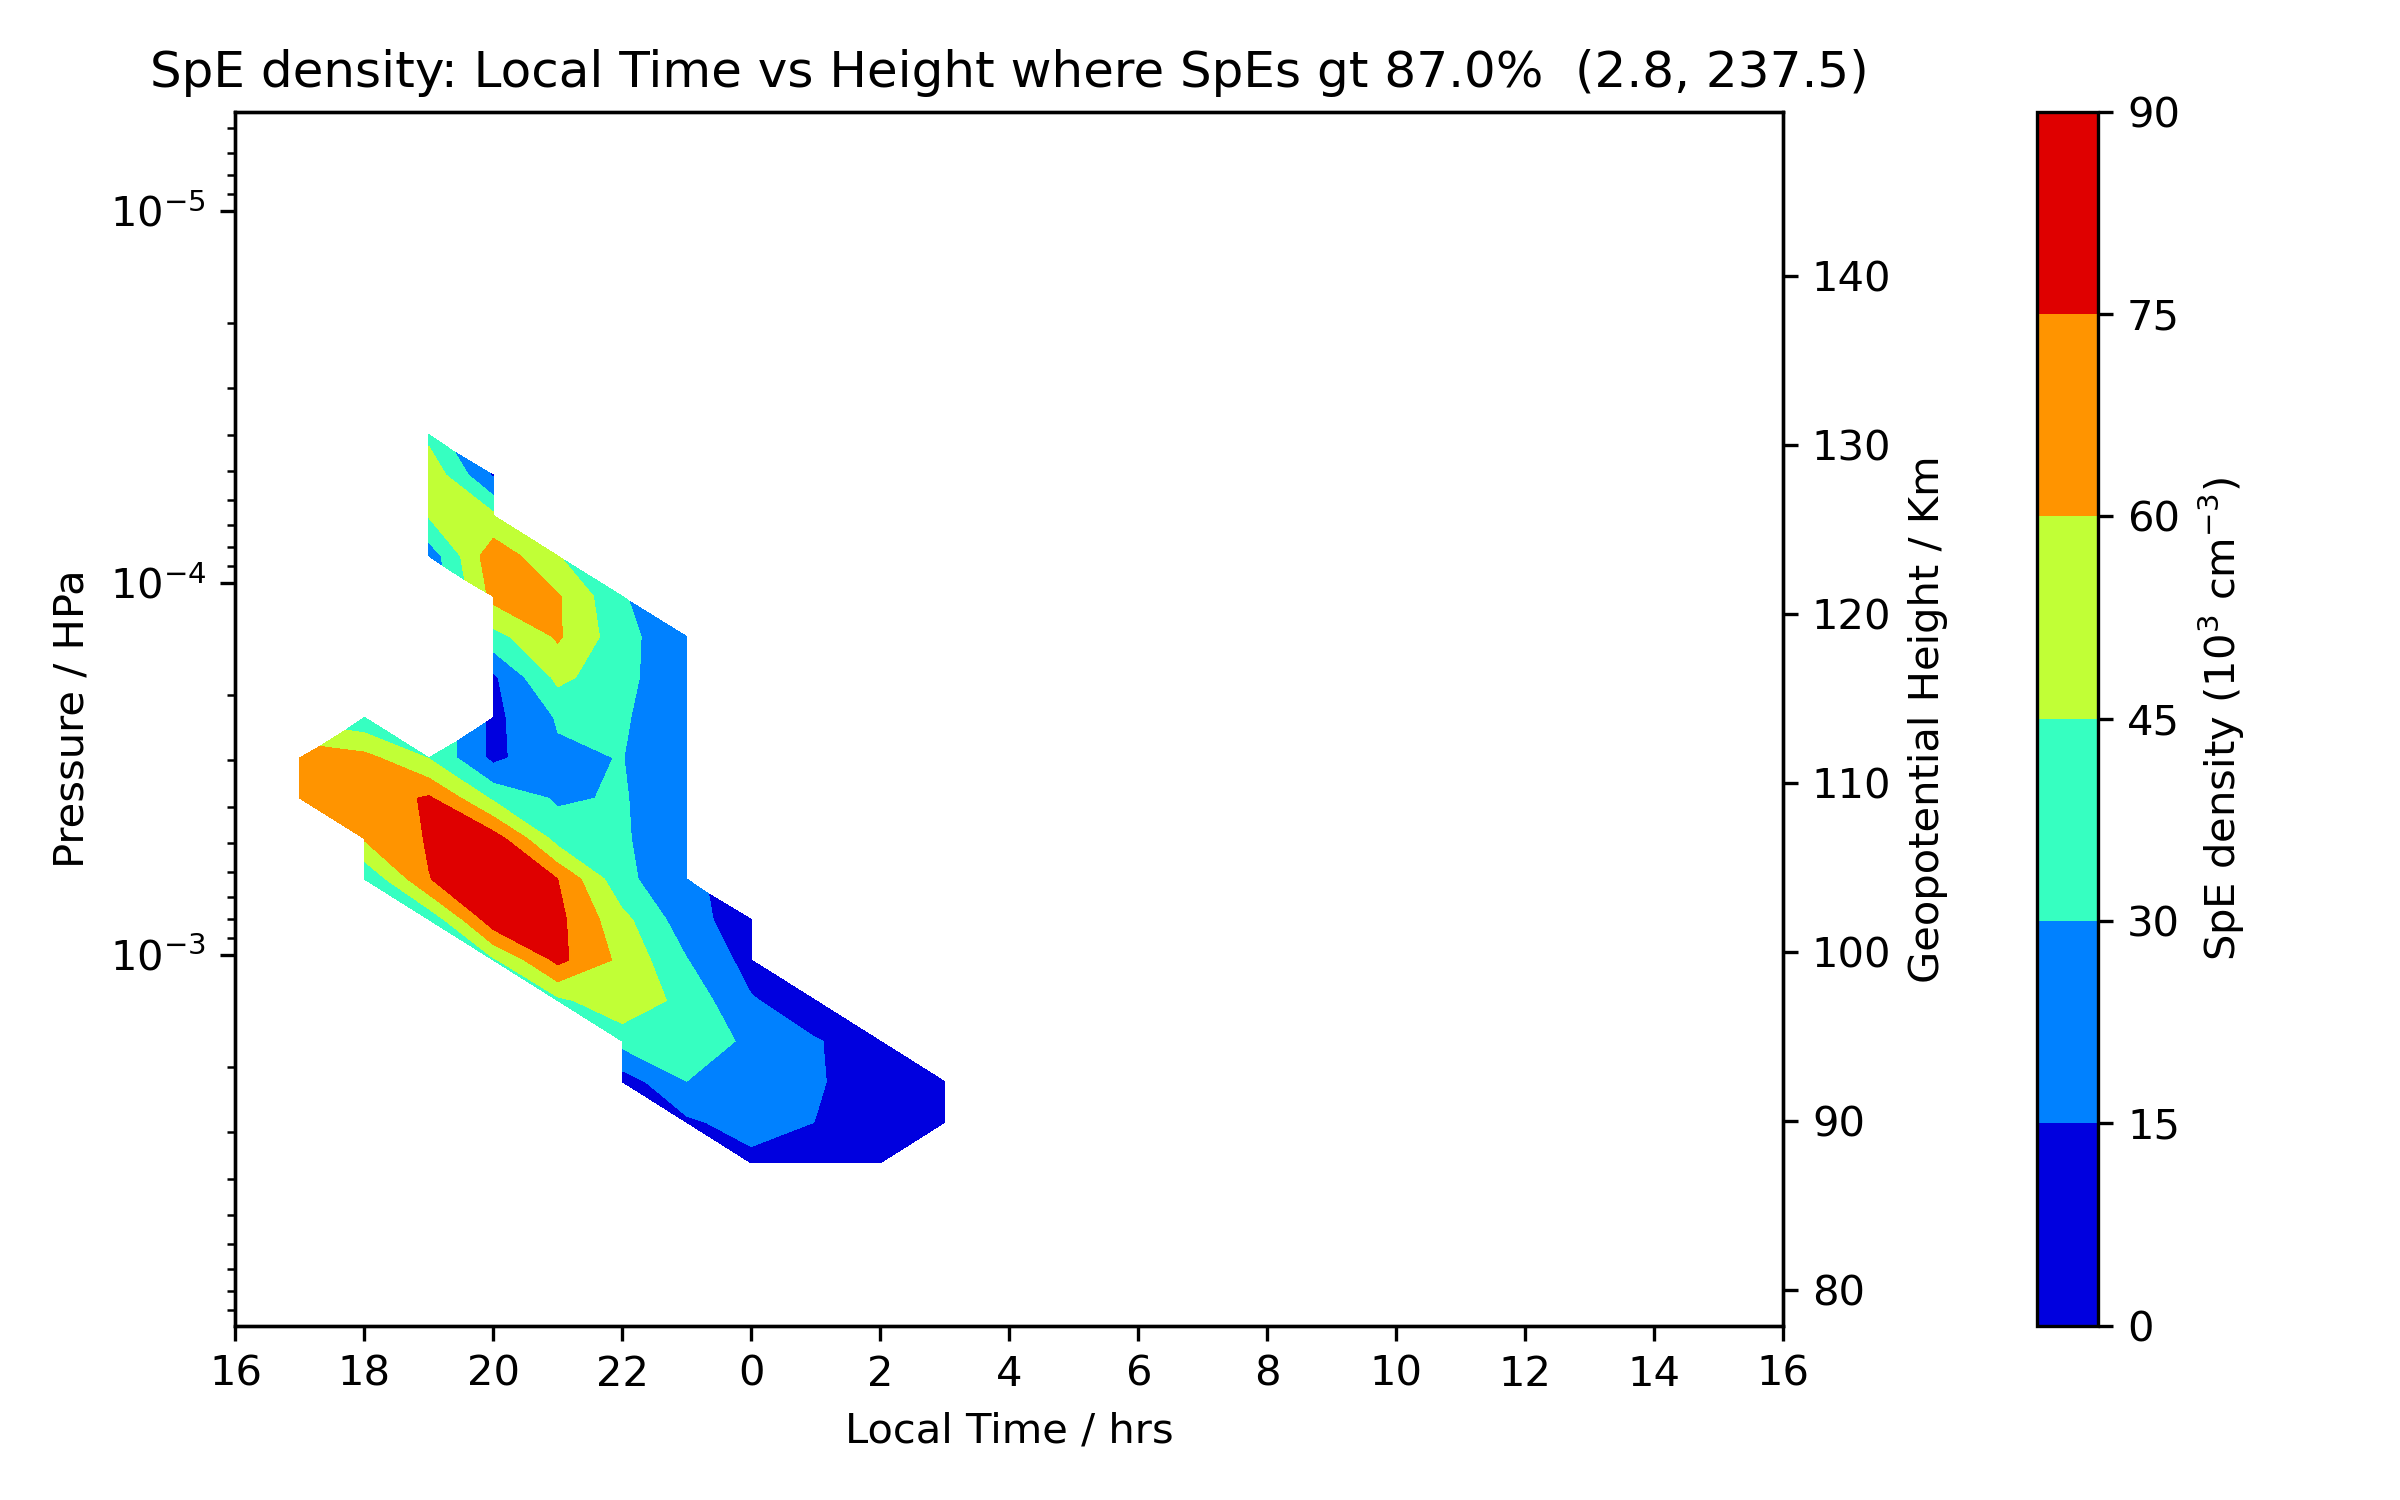 SpE density: Local Time vs Height where SpEs gt 87.0% (2.8, 237.5)
Pressure / HPa
10⁻⁵
10⁻⁴
10⁻³
140
130
120
110
100
90
80
Geopotential Height / Km
90
75
60
45
30
15
0
SpE density (10³ cm⁻³)
16 18 20 22 0 2 4 6 8 10 12 14 16
Local Time / hrs